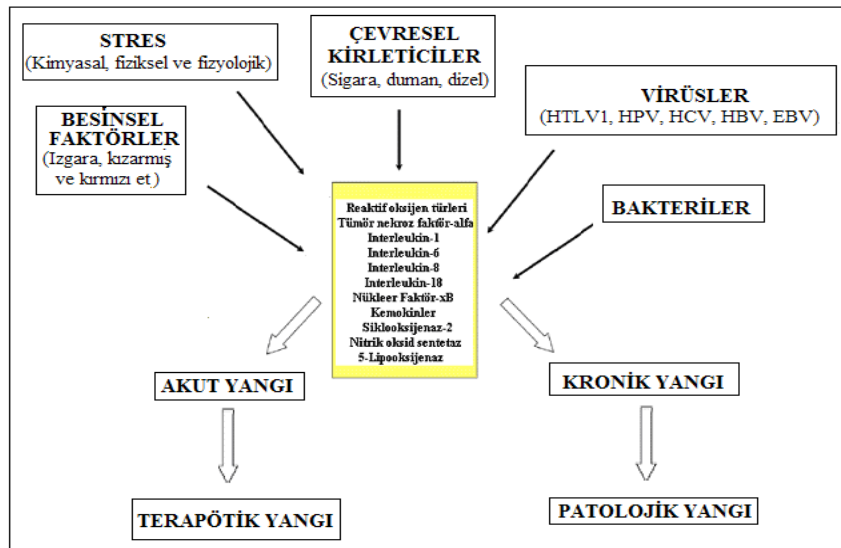 STRES
(Kimyasal, fiziksel ve fizyolojik)
ÇEVRESEL
KİRLETİCİLER
(Sigara, duman, dizel)
VİRÜSLER
(HTLV1, HPV, HCV, HBV, EBV)
BESİNSEL
FAKTÖRLER
(Izgara, kızarmış
ve kırmızı et )
BAKTERİLER
Reaktif oksijen türleri
Tümör nekroz faktör-alfa
Interleukin-1
Interleukin-6
Interleukin-8
Interleukin-18
Nükleer Faktör-xB
Kemokinler
Siklooksijenaz-2
Nitrik oksid sentetaz
5-Lipooksijenaz
AKUT YANGI
KRONİK YANGI
TERAPÖTİK YANGI
PATOLOJİK YANGI